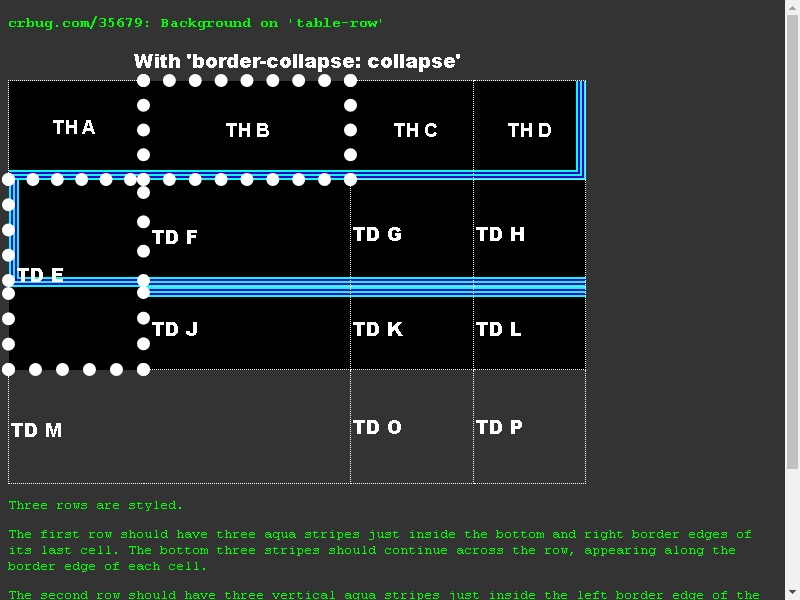 crbug.com/35679: Background on 'table-row'
With 'border-collapse: collapse'
TH A TH B TH C TH D
TD E TD F TD G TD H
TD J TD K TD L
TD M TD O TD P
Three rows are styled.
The first row should have three aqua stripes just inside the bottom and right border edges of
its last cell. The bottom three stripes should continue across the row, appearing along the
border edge of each cell.
The second row should have three vertical aqua stripes just inside the left border edge of the